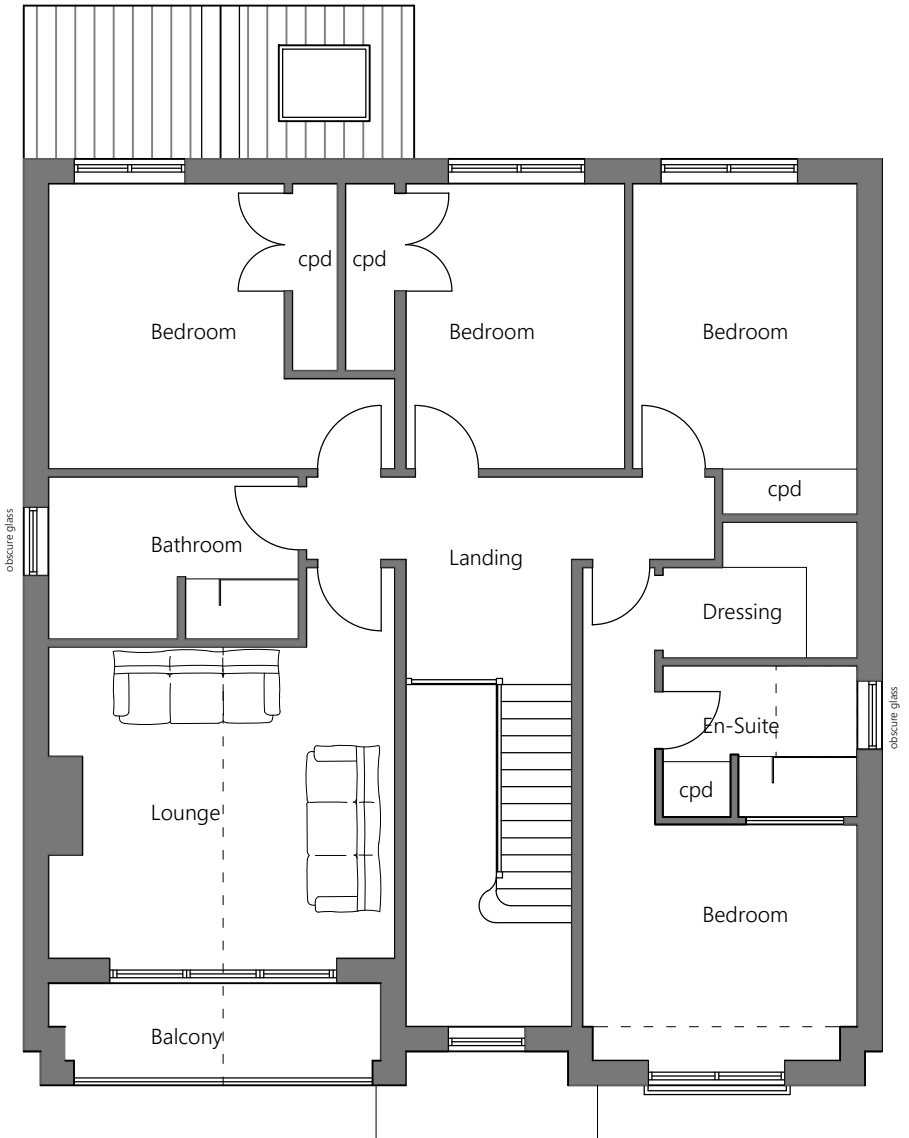 cpd
cpd
Bedroom
Bedroom
Bedroom
cpd
obscure glass
Bathroom
Landing
Dressing
obscure glass
En-Suite
cpd
Lounge
Bedroom
Balcony